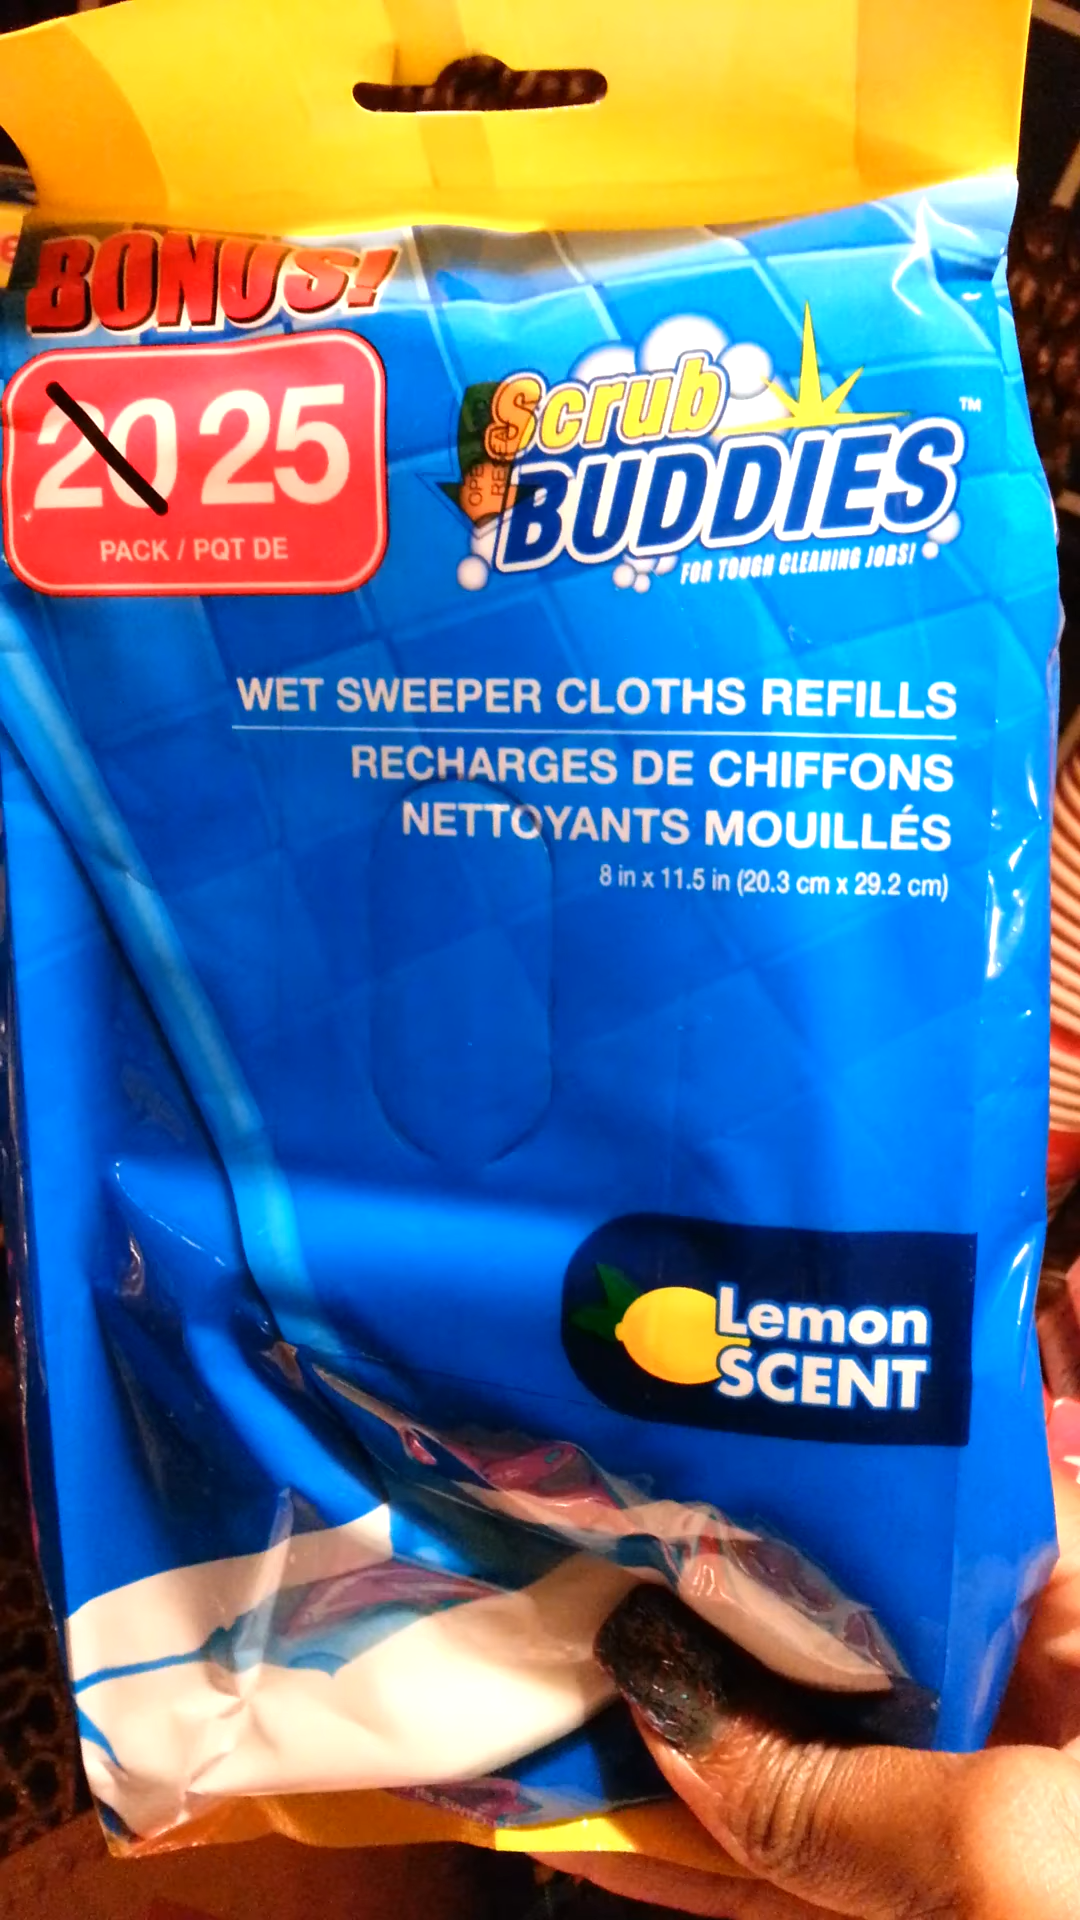 BONUS!
20 25
PACK / PQT DE
Scrub
BUDDIES™
FOR TOUGH CLEANING JOBS!
WET SWEEPER CLOTHS REFILLS
RECHARGES DE CHIFFONS
NETTOYANTS MOUILLÉS
8 in x 11.5 in (20.3 cm x 29.2 cm)
Lemon
SCENT